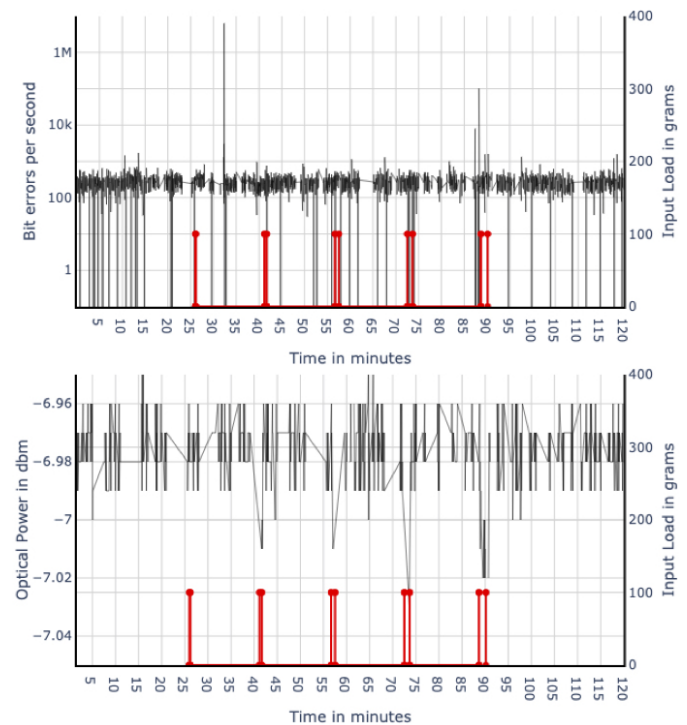 400
1M
300
10k
200
100
100
1
0
Bit errors per second
Input Load in grams
5 10 15 20 25 30 35 40 45 50 55 60 65 70 75 80 85 90 95 100 105 110 115 120
Time in minutes
400
−6.96
300
−6.98
−7
200
−7.02
100
−7.04
0
Optical Power in dbm
Input Load in grams
5 10 15 20 25 30 35 40 45 50 55 60 65 70 75 80 85 90 95 100 105 110 115 120
Time in minutes